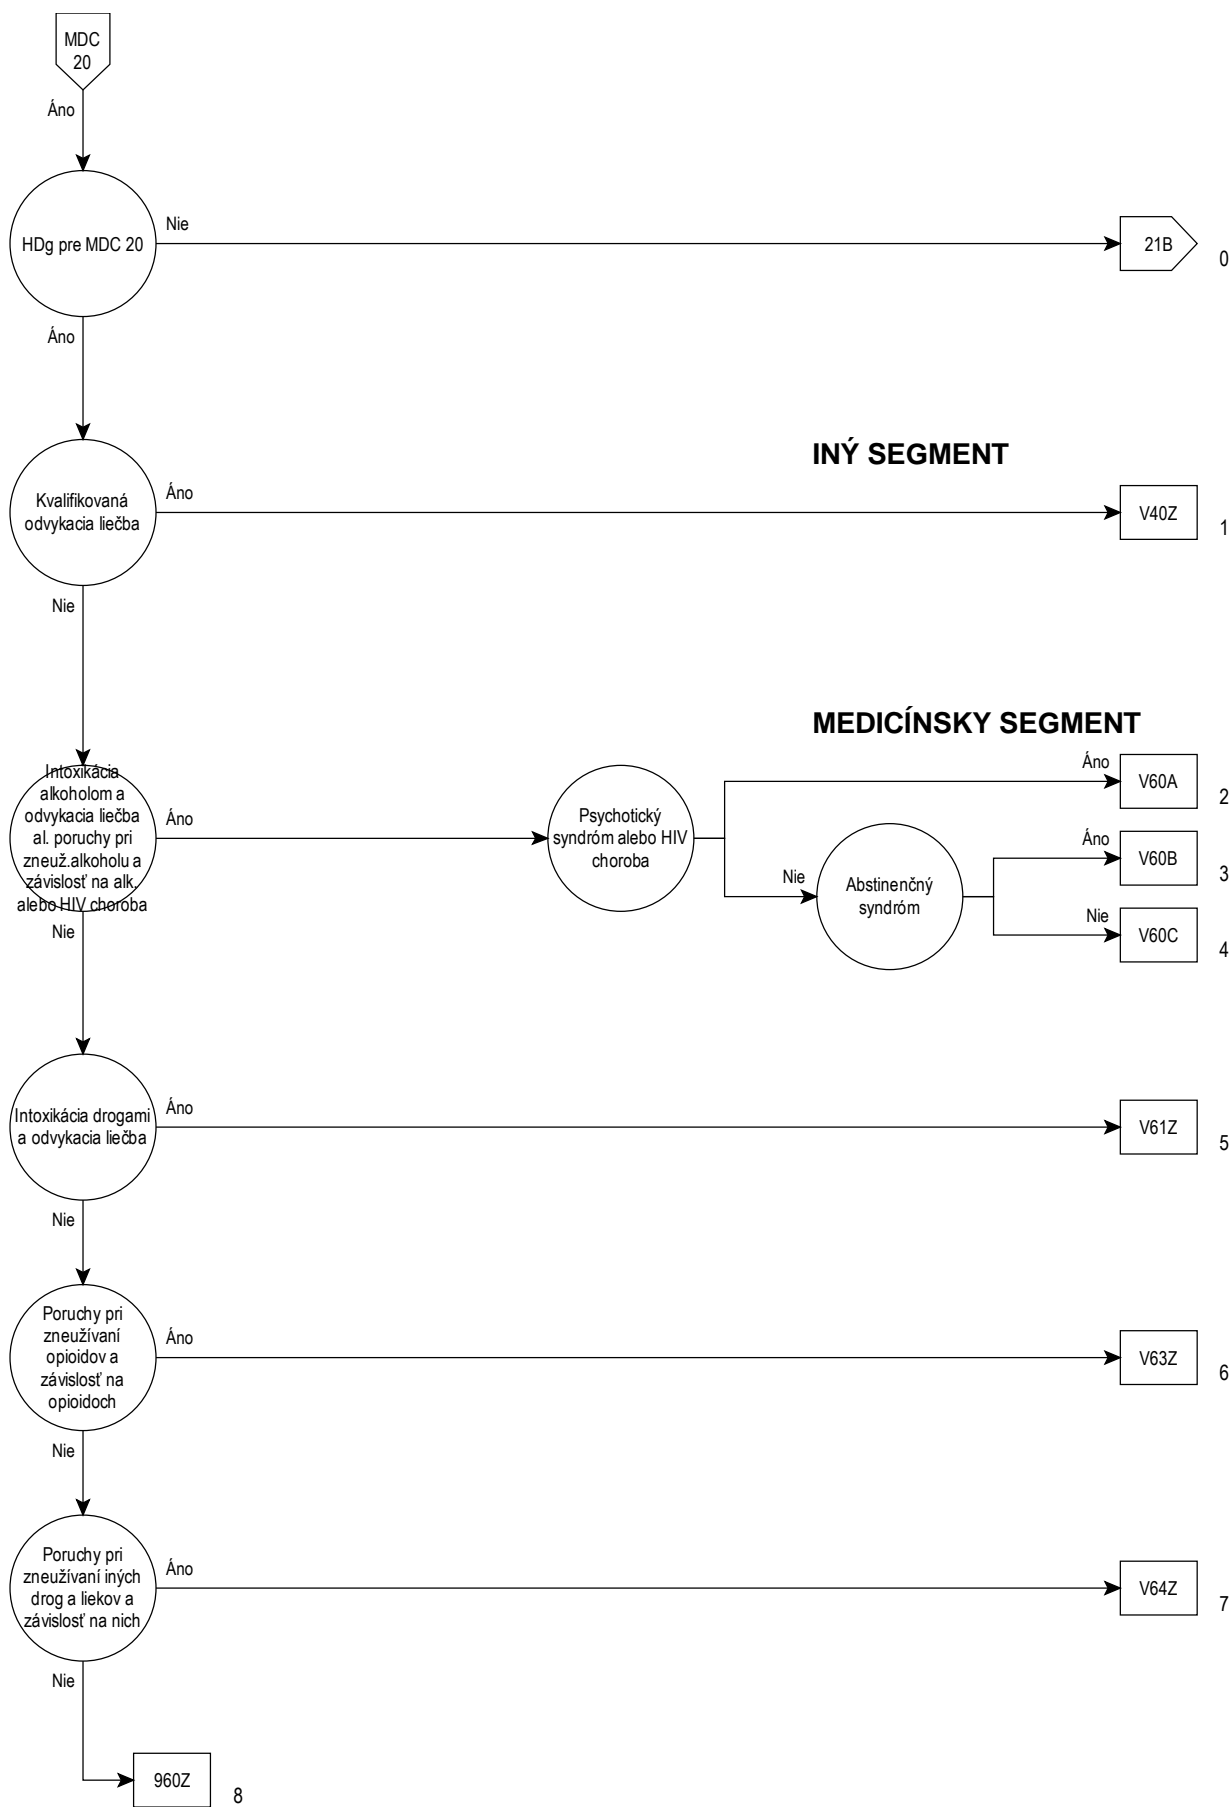 MDC
20
Áno
HDg pre MDC 20
Nie
21B
0
Áno
INÝ SEGMENT
Kvalifikovaná
odvykacia liečba
Áno
V40Z
1
Nie
MEDICÍNSKY SEGMENT
Intoxikácia
alkoholom a
odvykacia liečba
al. poruchy pri
zneuž.alkoholu a
závislosť na alk.
alebo HIV choroba
Áno
Psychotický
syndróm alebo HIV
choroba
Áno
V60A
2
Nie
Abstinenčný
syndróm
Áno
V60B
3
Nie
V60C
4
Nie
Intoxikácia drogami
a odvykacia liečba
Áno
V61Z
5
Nie
Poruchy pri
zneužívaní
opioidov a
závislosť na
opioidoch
Áno
V63Z
6
Nie
Poruchy pri
zneužívaní iných
drog a liekov a
závislosť na nich
Áno
V64Z
7
Nie
960Z
8